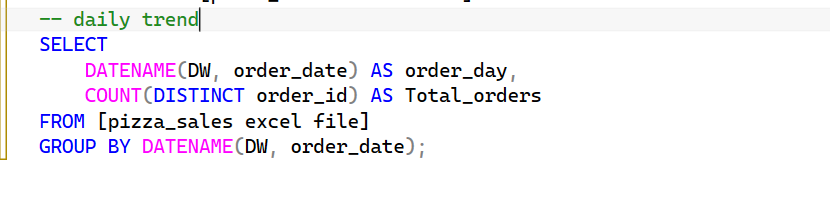 -- daily trend
SELECT
    DATENAME(DW, order_date) AS order_day,
    COUNT(DISTINCT order_id) AS Total_orders
FROM [pizza_sales excel file]
GROUP BY DATENAME(DW, order_date);